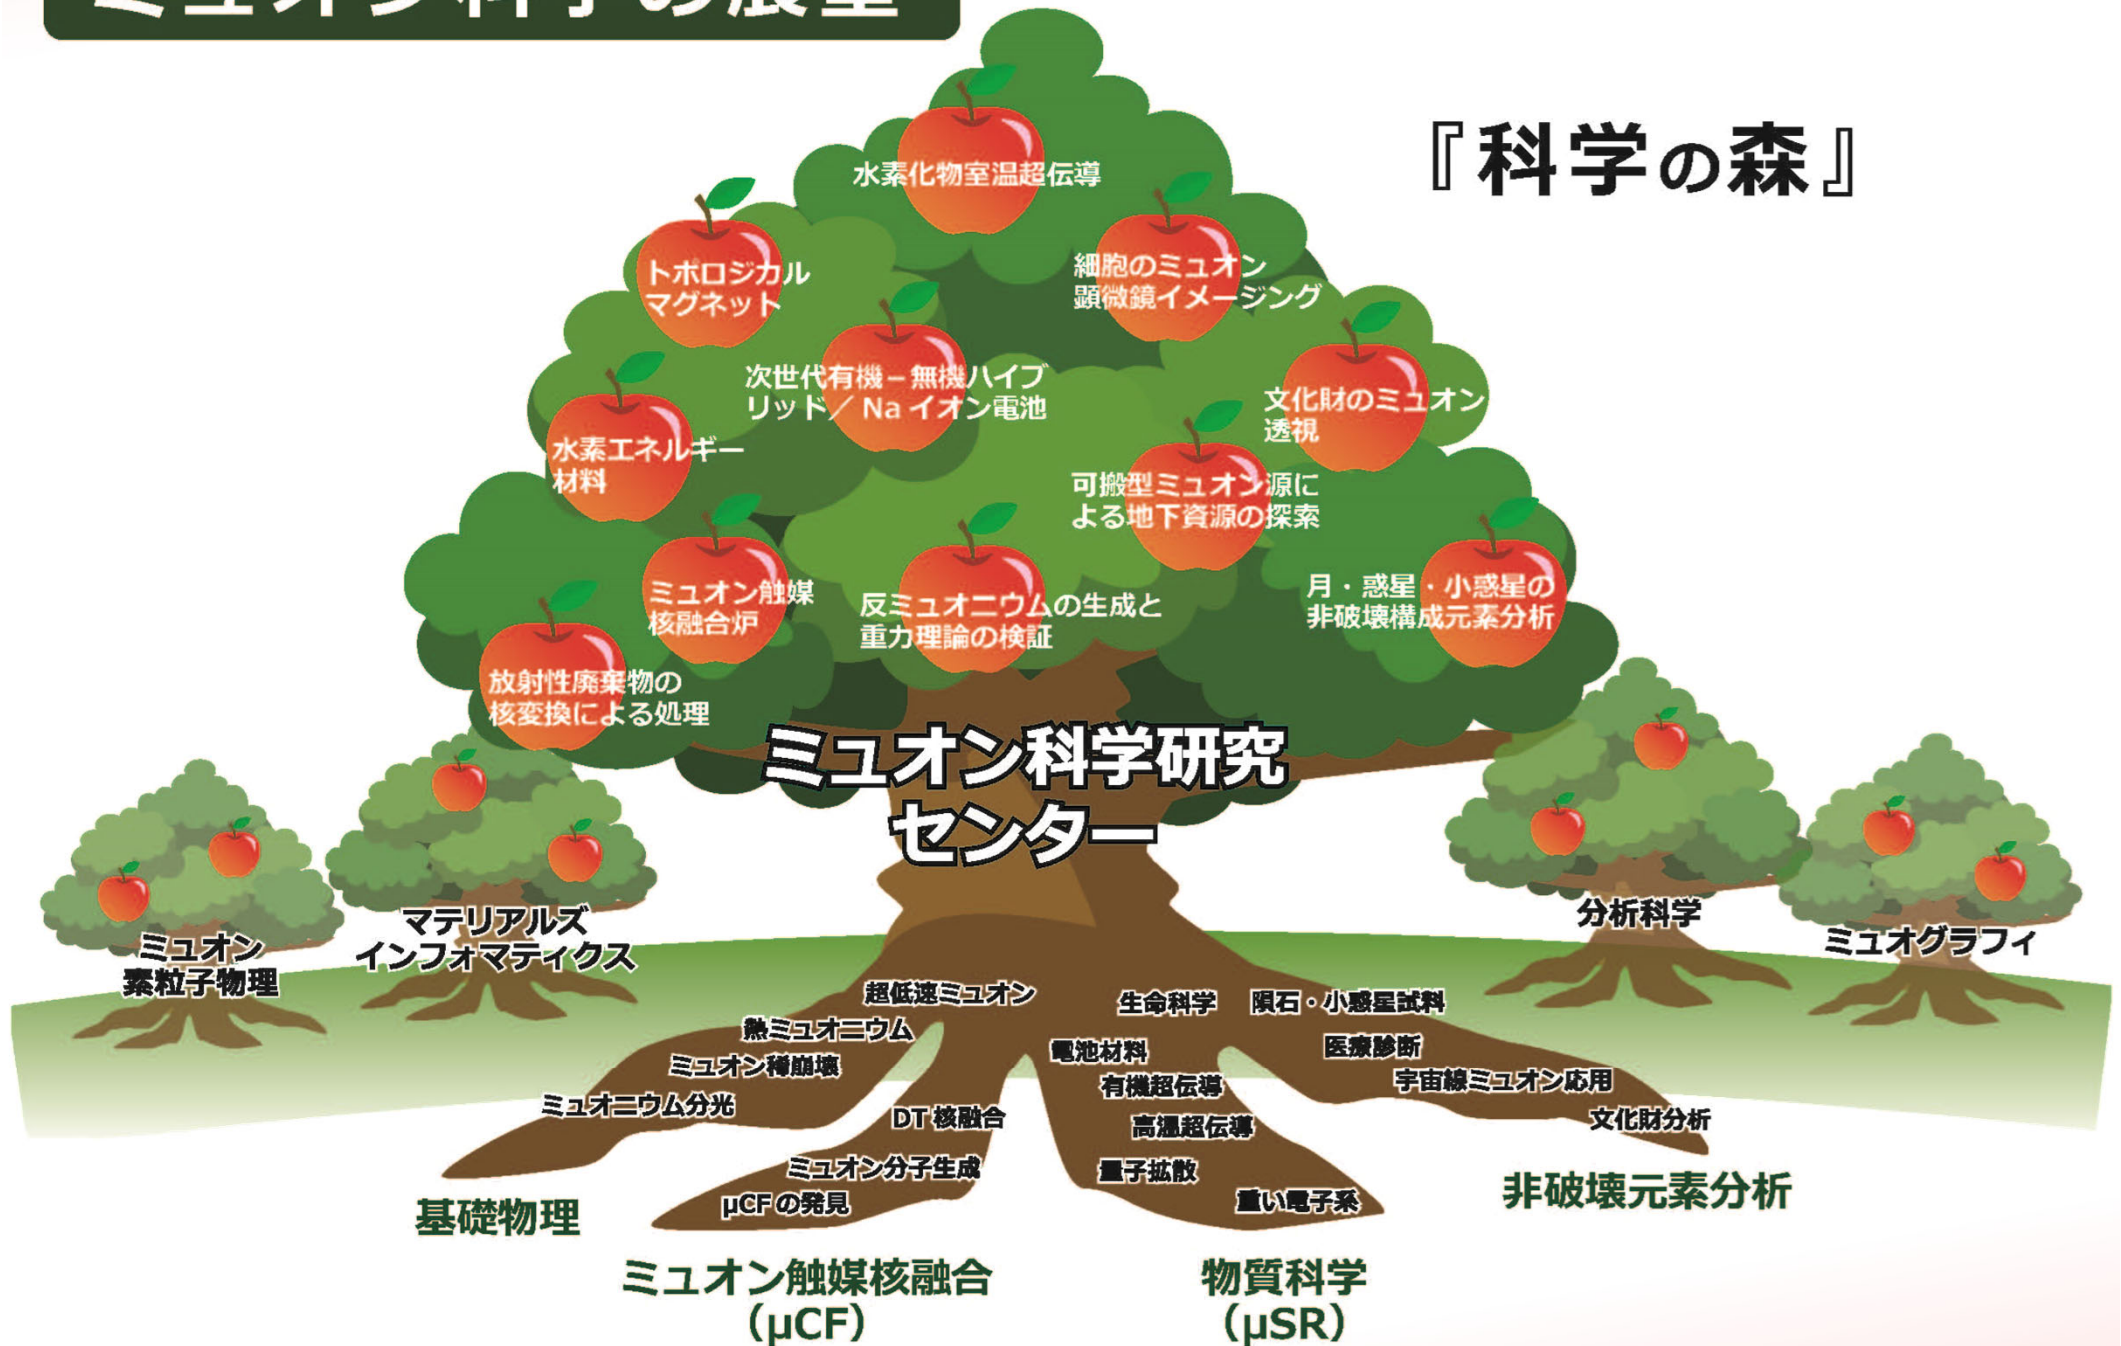 ミュオン科学の展望
『科学の森』
水素化物室温超伝導
トポロジカル
マグネット
細胞のミュオン
顕微鏡イメージング
次世代有機－無機ハイブ
リッド／Na イオン電池
文化財のミュオン
透視
水素エネルギー
材料
可搬型ミュオン源に
よる地下資源の探索
ミュオン触媒
核融合炉
反ミュオニウムの生成と
重力理論の検証
月・惑星・小惑星の
非破壊構成元素分析
放射性廃棄物の
核変換による処理
ミュオン科学研究
センター
ミュオン
素粒子物理
マテリアルズ
インフォマティクス
分析科学
ミュオグラフィ
超低速ミュオン
熱ミュオニウム
ミュオン稀崩壊
ミュオニウム分光
基礎物理
DT 核融合
ミュオン分子生成
μCF の発見
ミュオン触媒核融合
（μCF）
生命科学
電池材料
有機超伝導
高温超伝導
量子拡散
重い電子系
物質科学
（μSR）
隕石・小惑星試料
医療診断
宇宙線ミュオン応用
文化財分析
非破壊元素分析